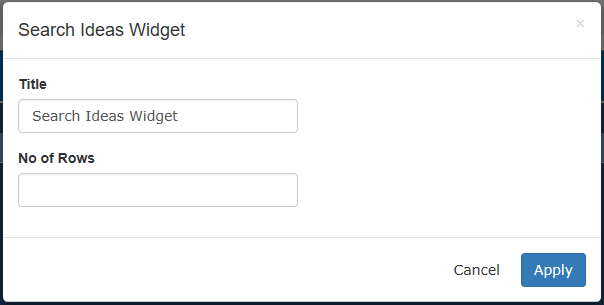 Search Ideas Widget ×
Title
Search Ideas Widget
No of Rows
Cancel Apply